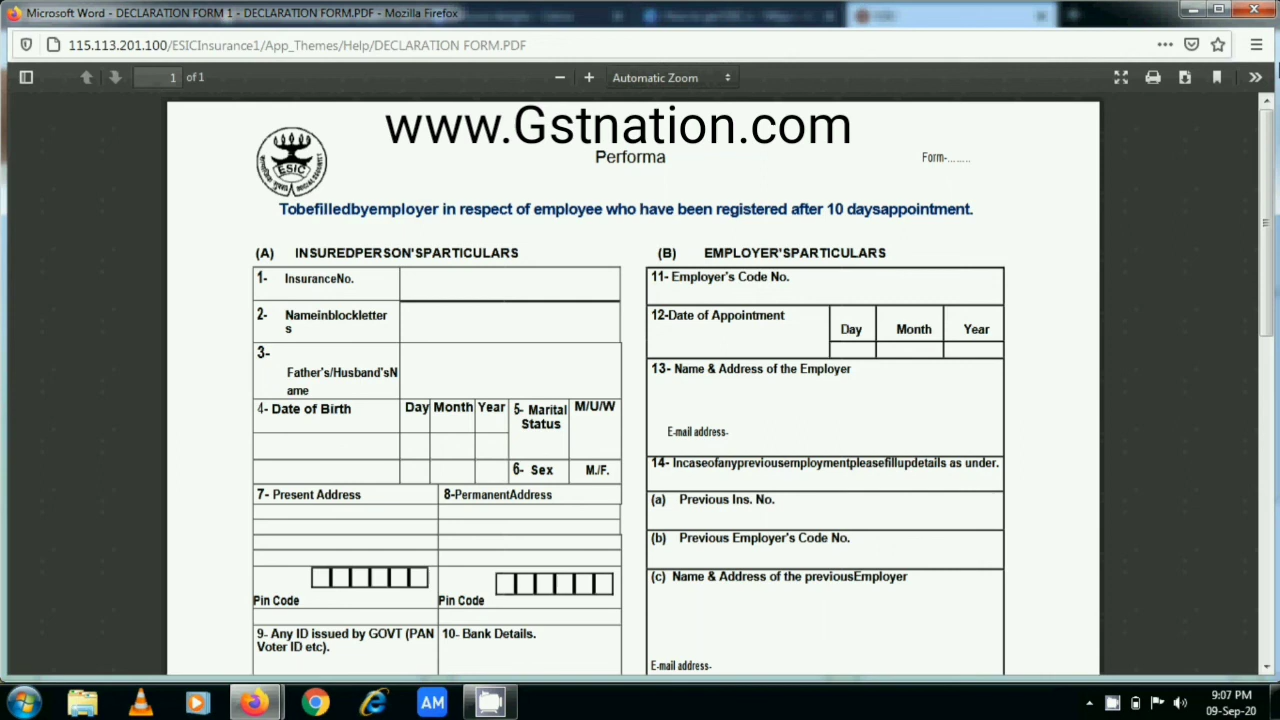 Microsoft Word - DECLARATION FORM 1 - DECLARATION FORM.PDF - Mozilla Firefox
115.113.201.100/ESICInsurance1/App_Themes/Help/DECLARATION FORM.PDF
1 of 1
Automatic Zoom
www.Gstnation.com
ESIC
Performa
Form-........
Tobefilledbyemployer in respect of employee who have been registered after 10 daysappointment.
(A) INSUREDPERSON'SPARTICULARS
1- InsuranceNo.
2- Nameinblockletter
s
3-
Father's/Husband'sN
ame
4- Date of Birth
Day Month Year
5- Marital
Status
M/U/W
6- Sex
M./F.
7- Present Address
8-PermanentAddress
Pin Code
Pin Code
9- Any ID issued by GOVT (PAN
Voter ID etc).
10- Bank Details.
(B) EMPLOYER'SPARTICULARS
11- Employer's Code No.
12-Date of Appointment
Day Month Year
13- Name & Address of the Employer
E-mail address-
14- Incaseofanypreviousemploymentpleasefillupdetails as under.
(a) Previous Ins. No.
(b) Previous Employer's Code No.
(c) Name & Address of the previousEmployer
E-mail address-
AM
9:07 PM
09-Sep-20